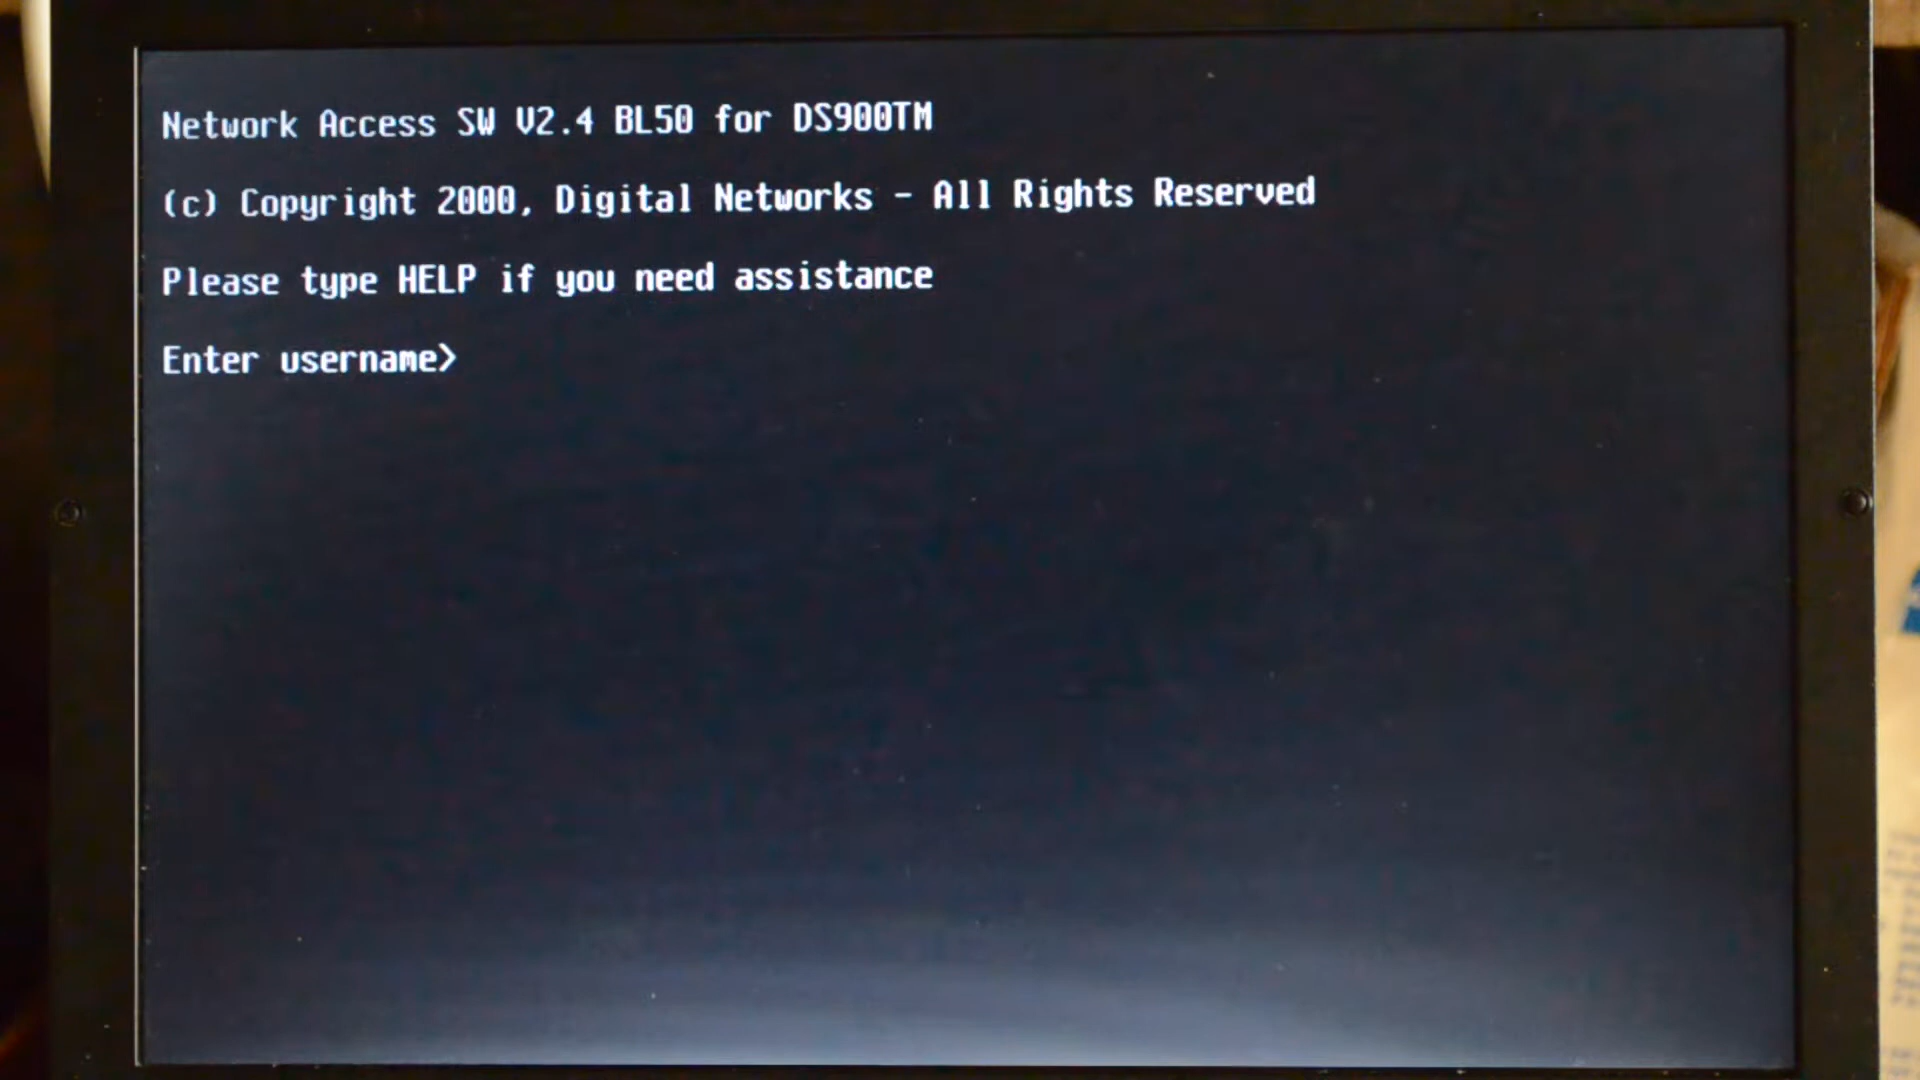 Network Access SW V2.4 BL50 for DS900TM
(c) Copyright 2000, Digital Networks - All Rights Reserved
Please type HELP if you need assistance
Enter username>